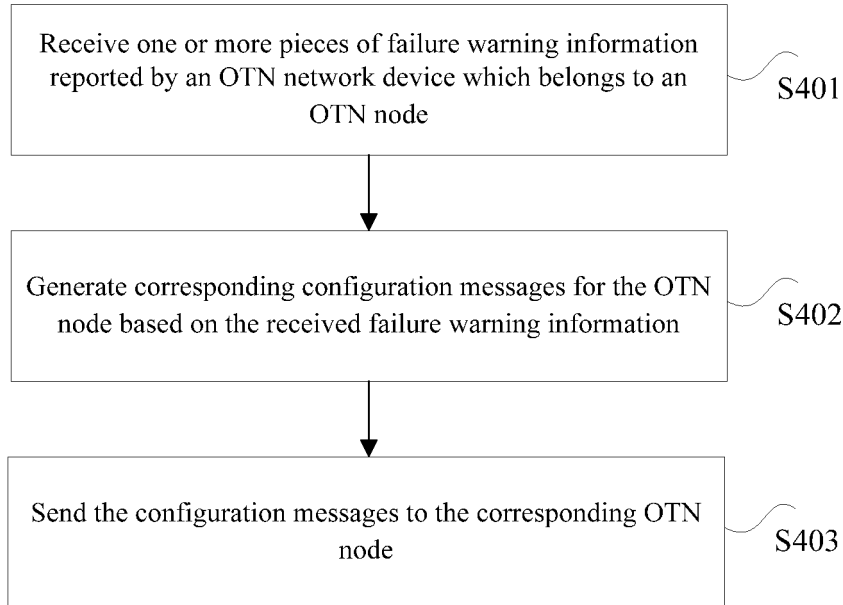 Receive one or more pieces of failure warning information
reported by an OTN network device which belongs to an
OTN node
S401
Generate corresponding configuration messages for the OTN
node based on the received failure warning information
S402
Send the configuration messages to the corresponding OTN
node
S403